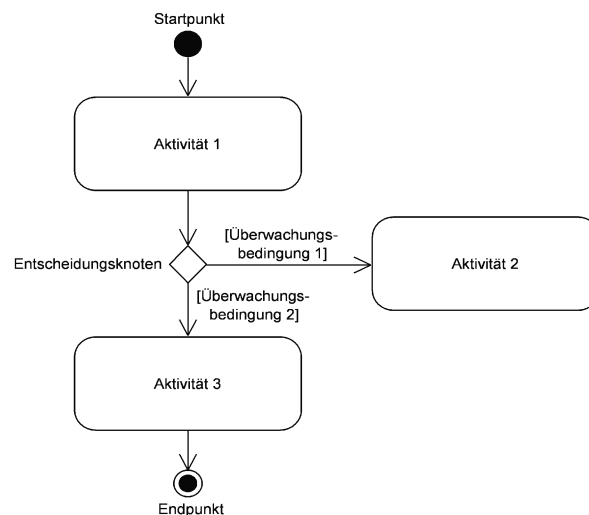 Startpunkt
Aktivität 1
[Überwachungs-
bedingung 1]
Entscheidungsknoten
Aktivität 2
[Überwachungs-
bedingung 2]
Aktivität 3
Endpunkt